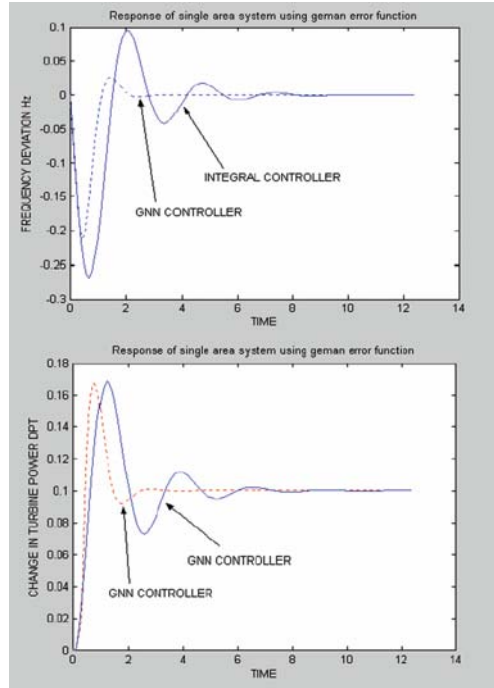 Response of single area system using geman error function
FREQUENCY DEVIATION Hz
0.1
0.05
0
-0.05
-0.1
-0.15
-0.2
-0.25
-0.3
INTEGRAL CONTROLLER
GNN CONTROLLER
0 2 4 6 8 10 12 14
TIME
Response of single area system using geman error function
CHANGE IN TURBINE POWER DPT
0.18
0.16
0.14
0.12
0.1
0.08
0.06
0.04
0.02
0
GNN CONTROLLER
GNN CONTROLLER
0 2 4 6 8 10 12 14
TIME